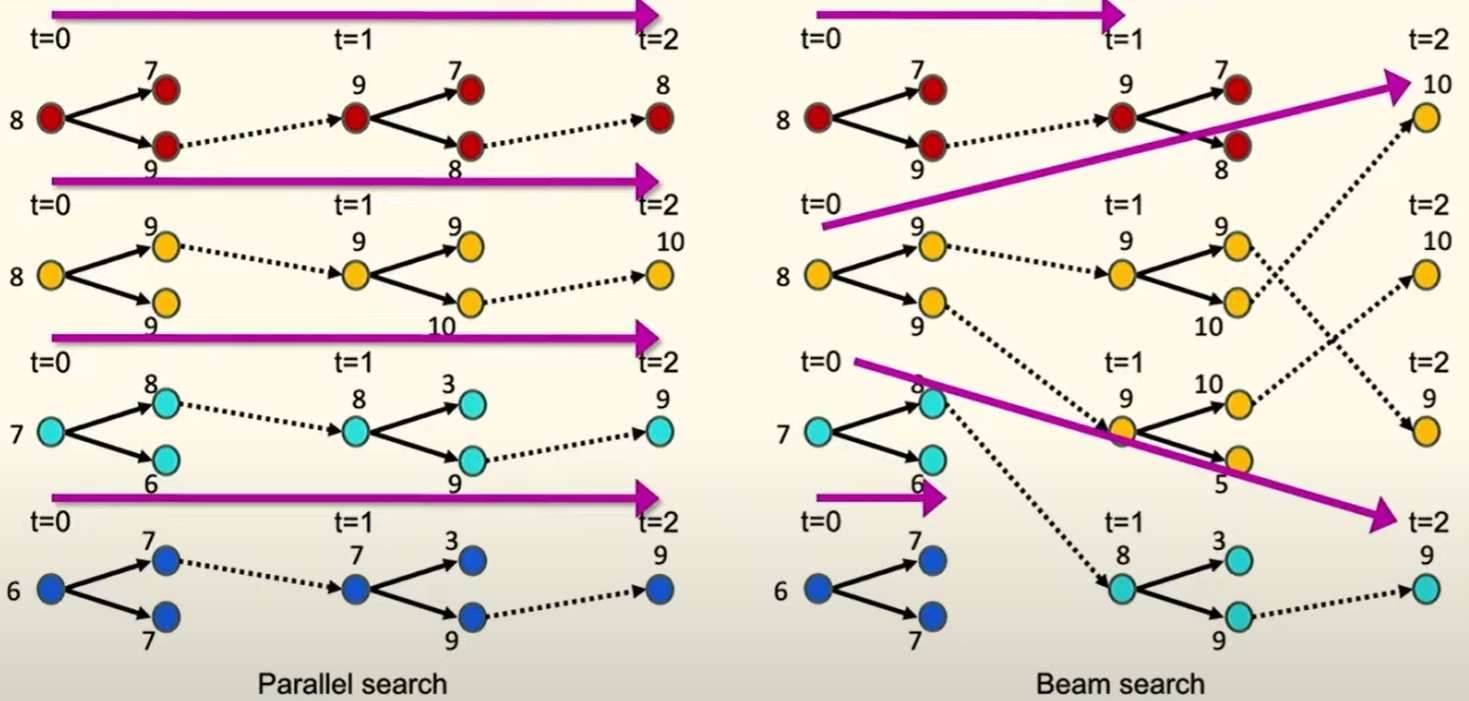 t=0 t=1 t=2
7 9 7 8
8
9 8
t=0 t=1 t=2
9 9 9 10
8
9 10
t=0 t=1 t=2
8 8 3 9
7
6 9
t=0 t=1 t=2
7 7 3 9
6
7 9
Parallel search
t=0 t=1 t=2
7 9 7 10
8
9 8
t=0 t=1 t=2
9 9 9 10
8
9 10
t=0 t=1 t=2
8 9 10 9
7
6 5
t=0 t=1 t=2
7 8 3 9
6
7 9
Beam search